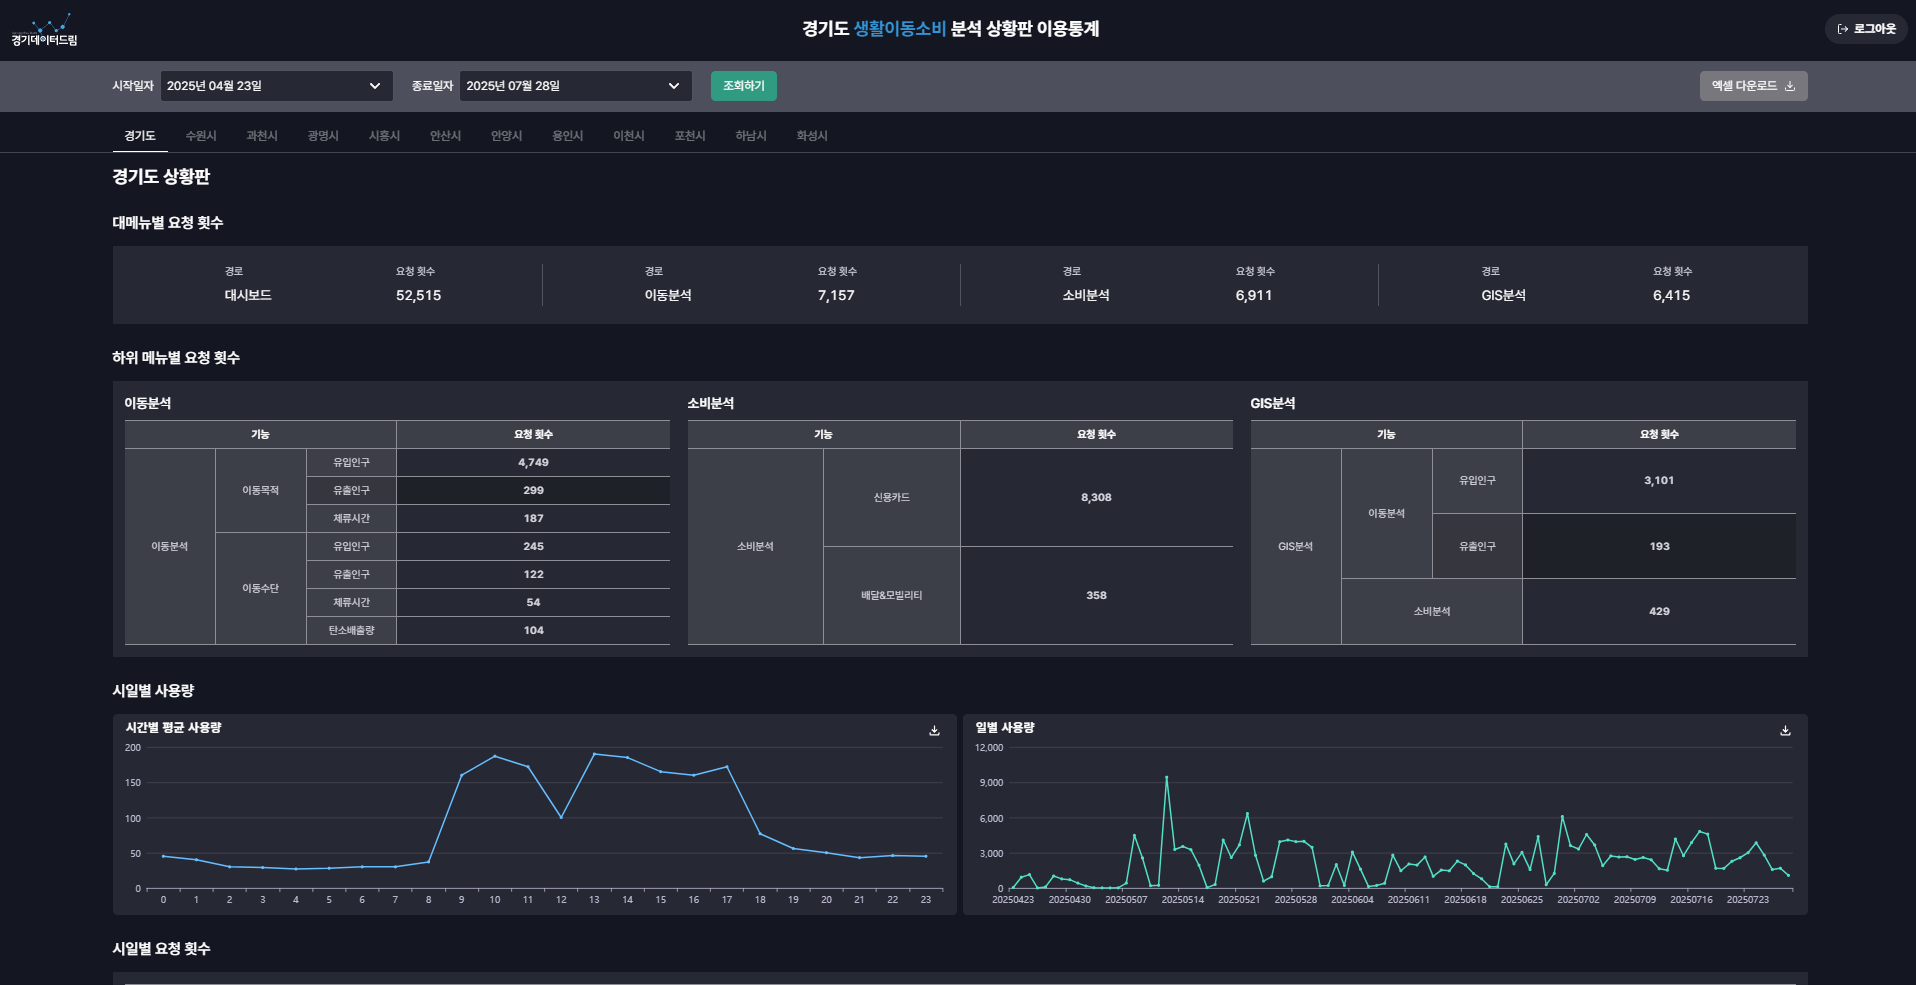 경기데이터드림
경기도 생활이동소비 분석 상황판 이용통계
로그아웃
시작일자 2025년 04월 23일 종료일자 2025년 07월 28일 조회하기 엑셀 다운로드
경기도 수원시 과천시 광명시 시흥시 안산시 안양시 용인시 이천시 포천시 하남시 화성시
경기도 상황판
대메뉴별 요청 횟수
경로 요청 횟수 경로 요청 횟수 경로 요청 횟수 경로 요청 횟수
대시보드 52,515 이동분석 7,157 소비분석 6,911 GIS분석 6,415
하위 메뉴별 요청 횟수
이동분석
기능 요청 횟수
이동분석
이동목적
유입인구 4,749
유출인구 299
체류시간 187
이동수단
유입인구 245
유출인구 122
체류시간 54
탄소배출량 104
소비분석
기능 요청 횟수
소비분석
신용카드 8,308
배달&모빌리티 358
GIS분석
기능 요청 횟수
GIS분석
이동분석
유입인구 3,101
유출인구 193
소비분석 429
시일별 사용량
시간별 평균 사용량
200
150
100
50
0
0 1 2 3 4 5 6 7 8 9 10 11 12 13 14 15 16 17 18 19 20 21 22 23
일별 사용량
12,000
9,000
6,000
3,000
0
20250423 20250430 20250507 20250514 20250521 20250528 20250604 20250611 20250618 20250625 20250702 20250709 20250716 20250723
시일별 요청 횟수